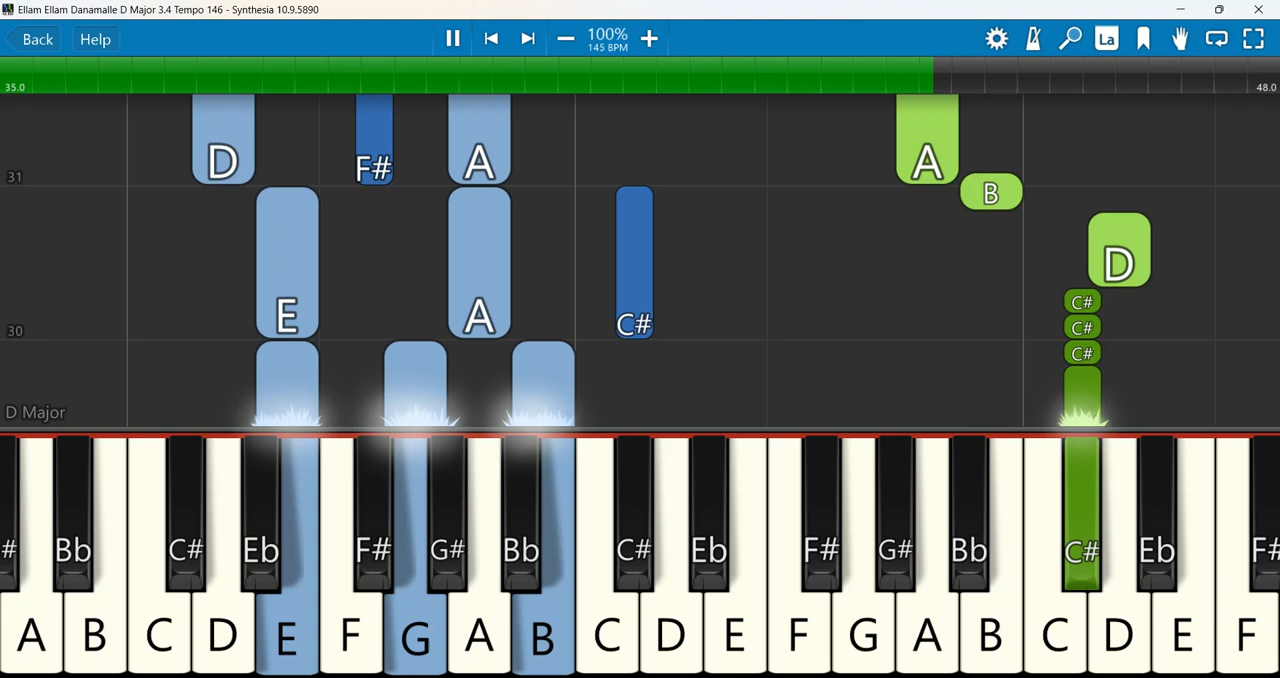 Ellam Ellam Danamalle D Major 3.4 Tempo 146 - Synthesia 10.9.5890
Back Help 100% La
145 BPM
35.0 48.0
D F# A A
31
B
D
E A C# C#
C#
30
C#
D Major
# Bb C# Eb F# G# Bb C# Eb F# G# Bb C# Eb F#
A B C D E F G A B C D E F G A B C D E F